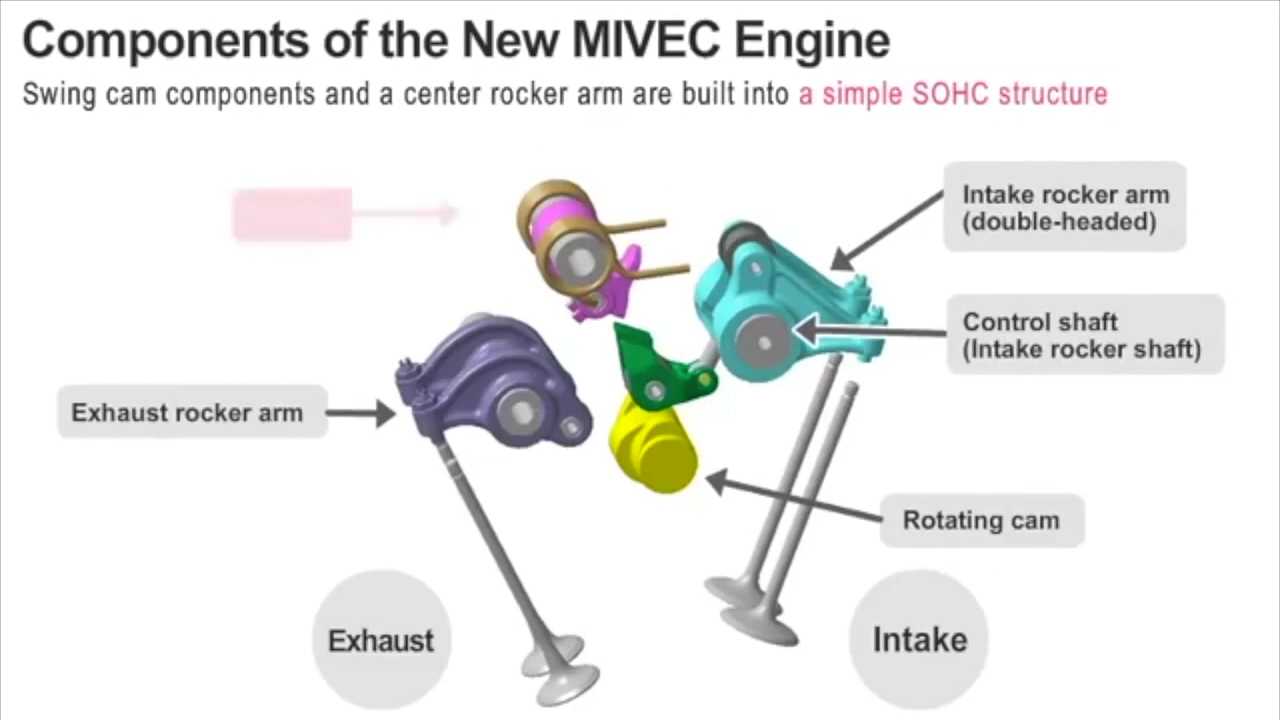 Components of the New MIVEC Engine
Swing cam components and a center rocker arm are built into a simple SOHC structure
Intake rocker arm
(double-headed)
Control shaft
(Intake rocker shaft)
Exhaust rocker arm
Rotating cam
Exhaust
Intake